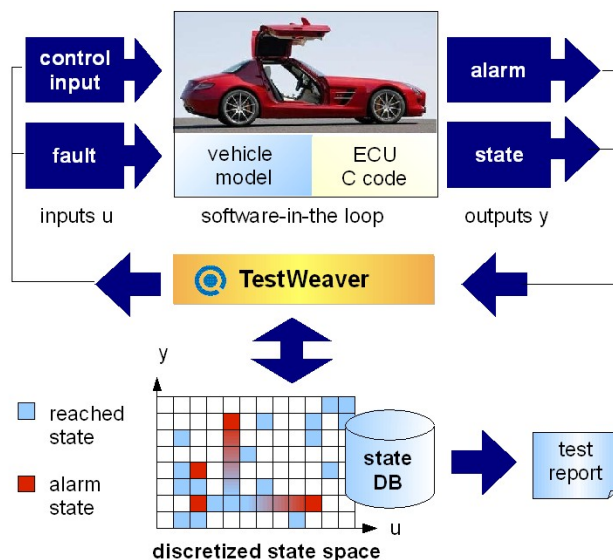 control
input
fault
inputs u
vehicle
model
ECU
C code
software-in-the loop
alarm
state
outputs y
TestWeaver
y
reached
state
alarm
state
state
DB
u
discretized state space
test
report